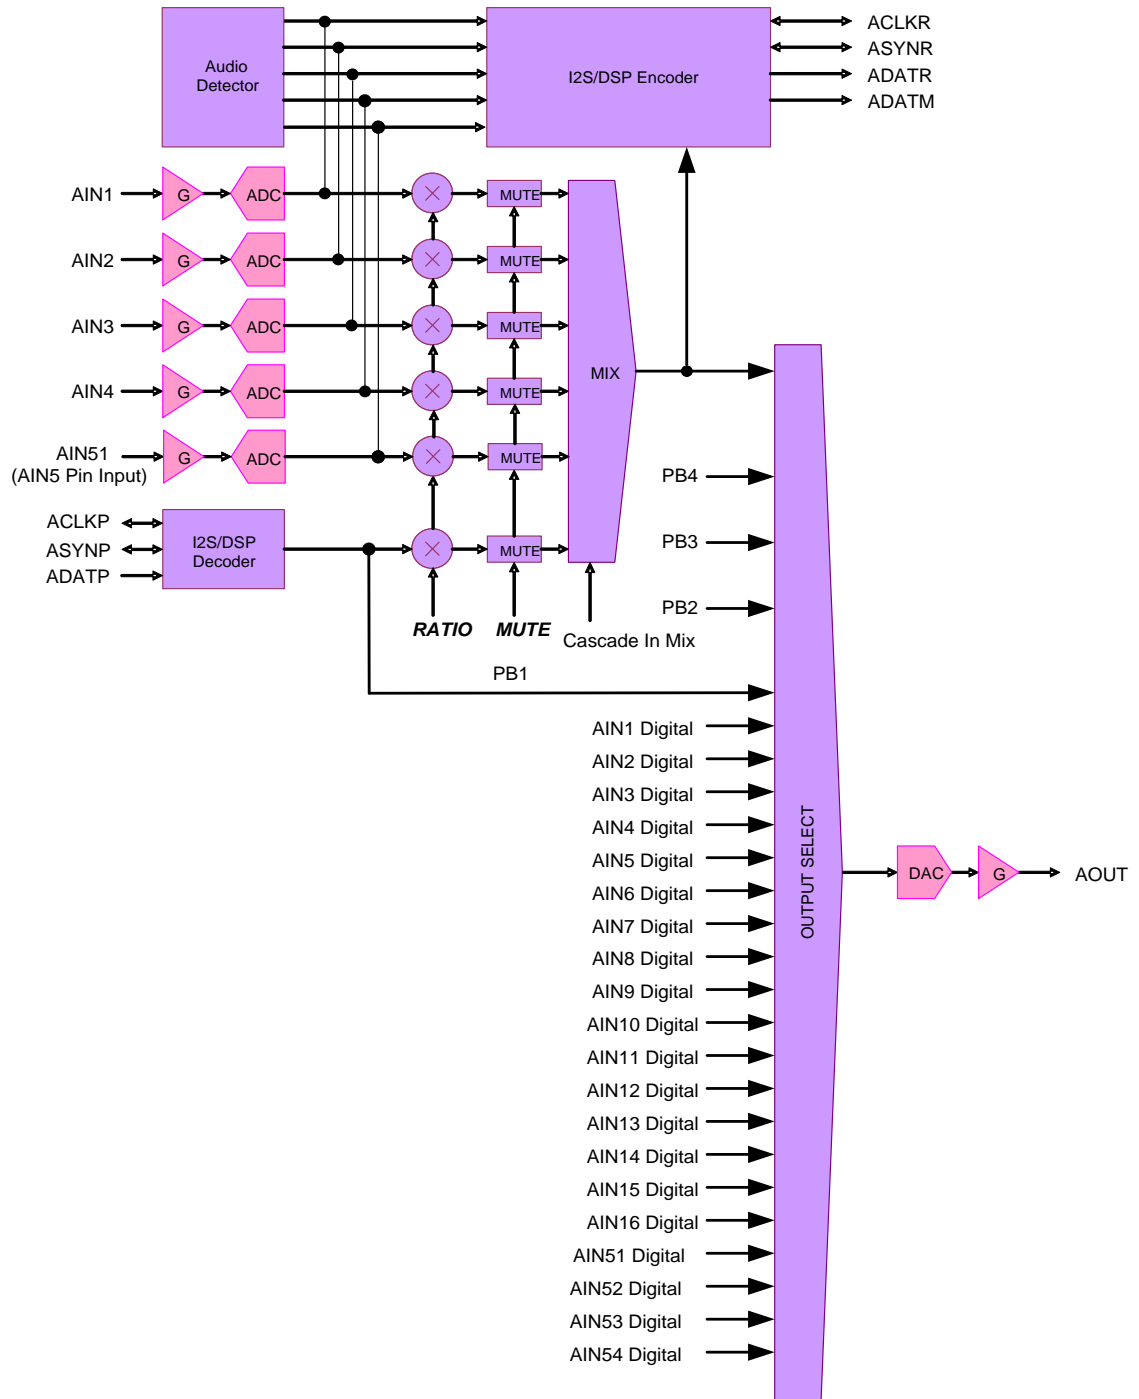 Audio
Detector
I2S/DSP Encoder
ACLKR
ASYNR
ADATR
ADATM
AIN1
G
ADC
MUTE
AIN2
G
ADC
MUTE
AIN3
G
ADC
MUTE
AIN4
G
ADC
MUTE
MIX
AIN51
(AIN5 Pin Input)
G
ADC
MUTE
ACLKP
ASYNP
ADATP
I2S/DSP
Decoder
MUTE
RATIO
MUTE
Cascade In Mix
PB4
PB3
PB2
PB1
AIN1 Digital
AIN2 Digital
AIN3 Digital
AIN4 Digital
AIN5 Digital
AIN6 Digital
AIN7 Digital
AIN8 Digital
AIN9 Digital
AIN10 Digital
AIN11 Digital
AIN12 Digital
AIN13 Digital
AIN14 Digital
AIN15 Digital
AIN16 Digital
AIN51 Digital
AIN52 Digital
AIN53 Digital
AIN54 Digital
OUTPUT SELECT
DAC
G
AOUT